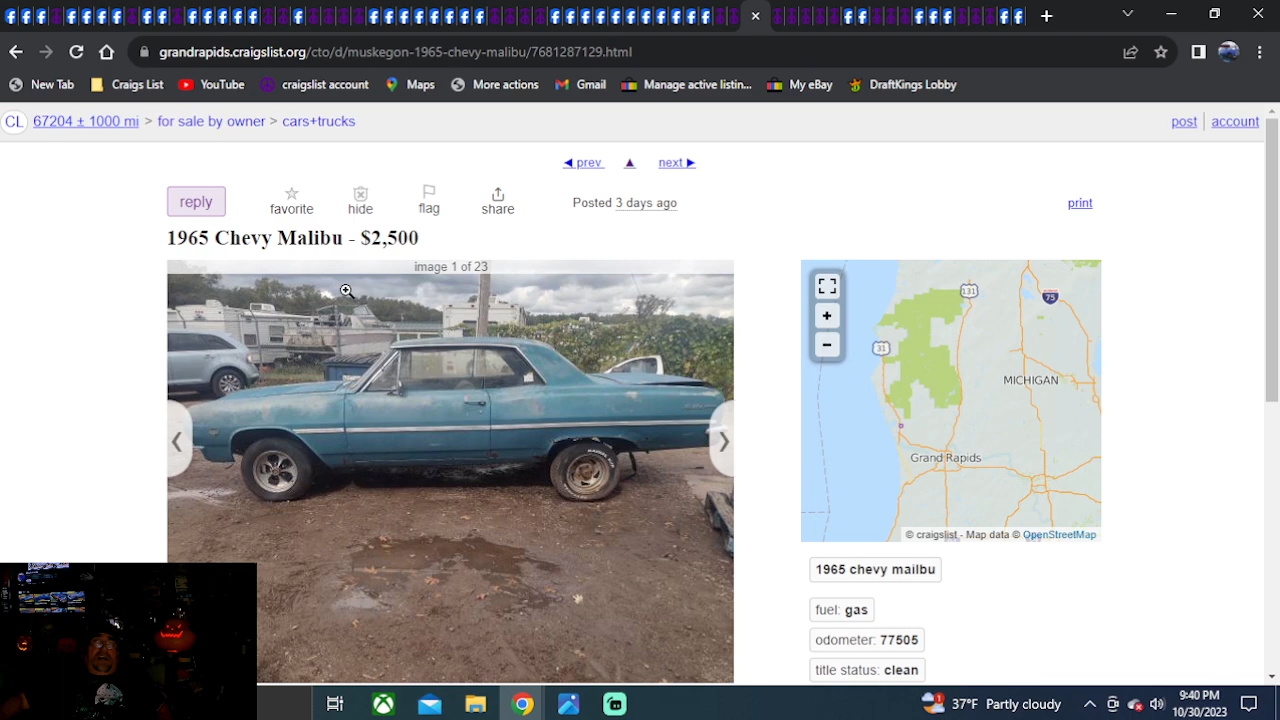 grandrapids.craigslist.org/cto/d/muskegon-1965-chevy-malibu/7681287129.html
New Tab Craigs List YouTube craigslist account Maps More actions Gmail Manage active listin... My eBay DraftKings Lobby
CL 67204 ± 1000 mi > for sale by owner > cars+trucks post account
◀ prev ▲ next ▶
reply favorite hide flag share Posted 3 days ago print
1965 Chevy Malibu - $2,500
image 1 of 23
131
75
31
MICHIGAN
Grand Rapids
© craigslist - Map data © OpenStreetMap
1965 chevy mailbu
fuel: gas
odometer: 77505
title status: clean
37°F Partly cloudy
9:40 PM
10/30/2023